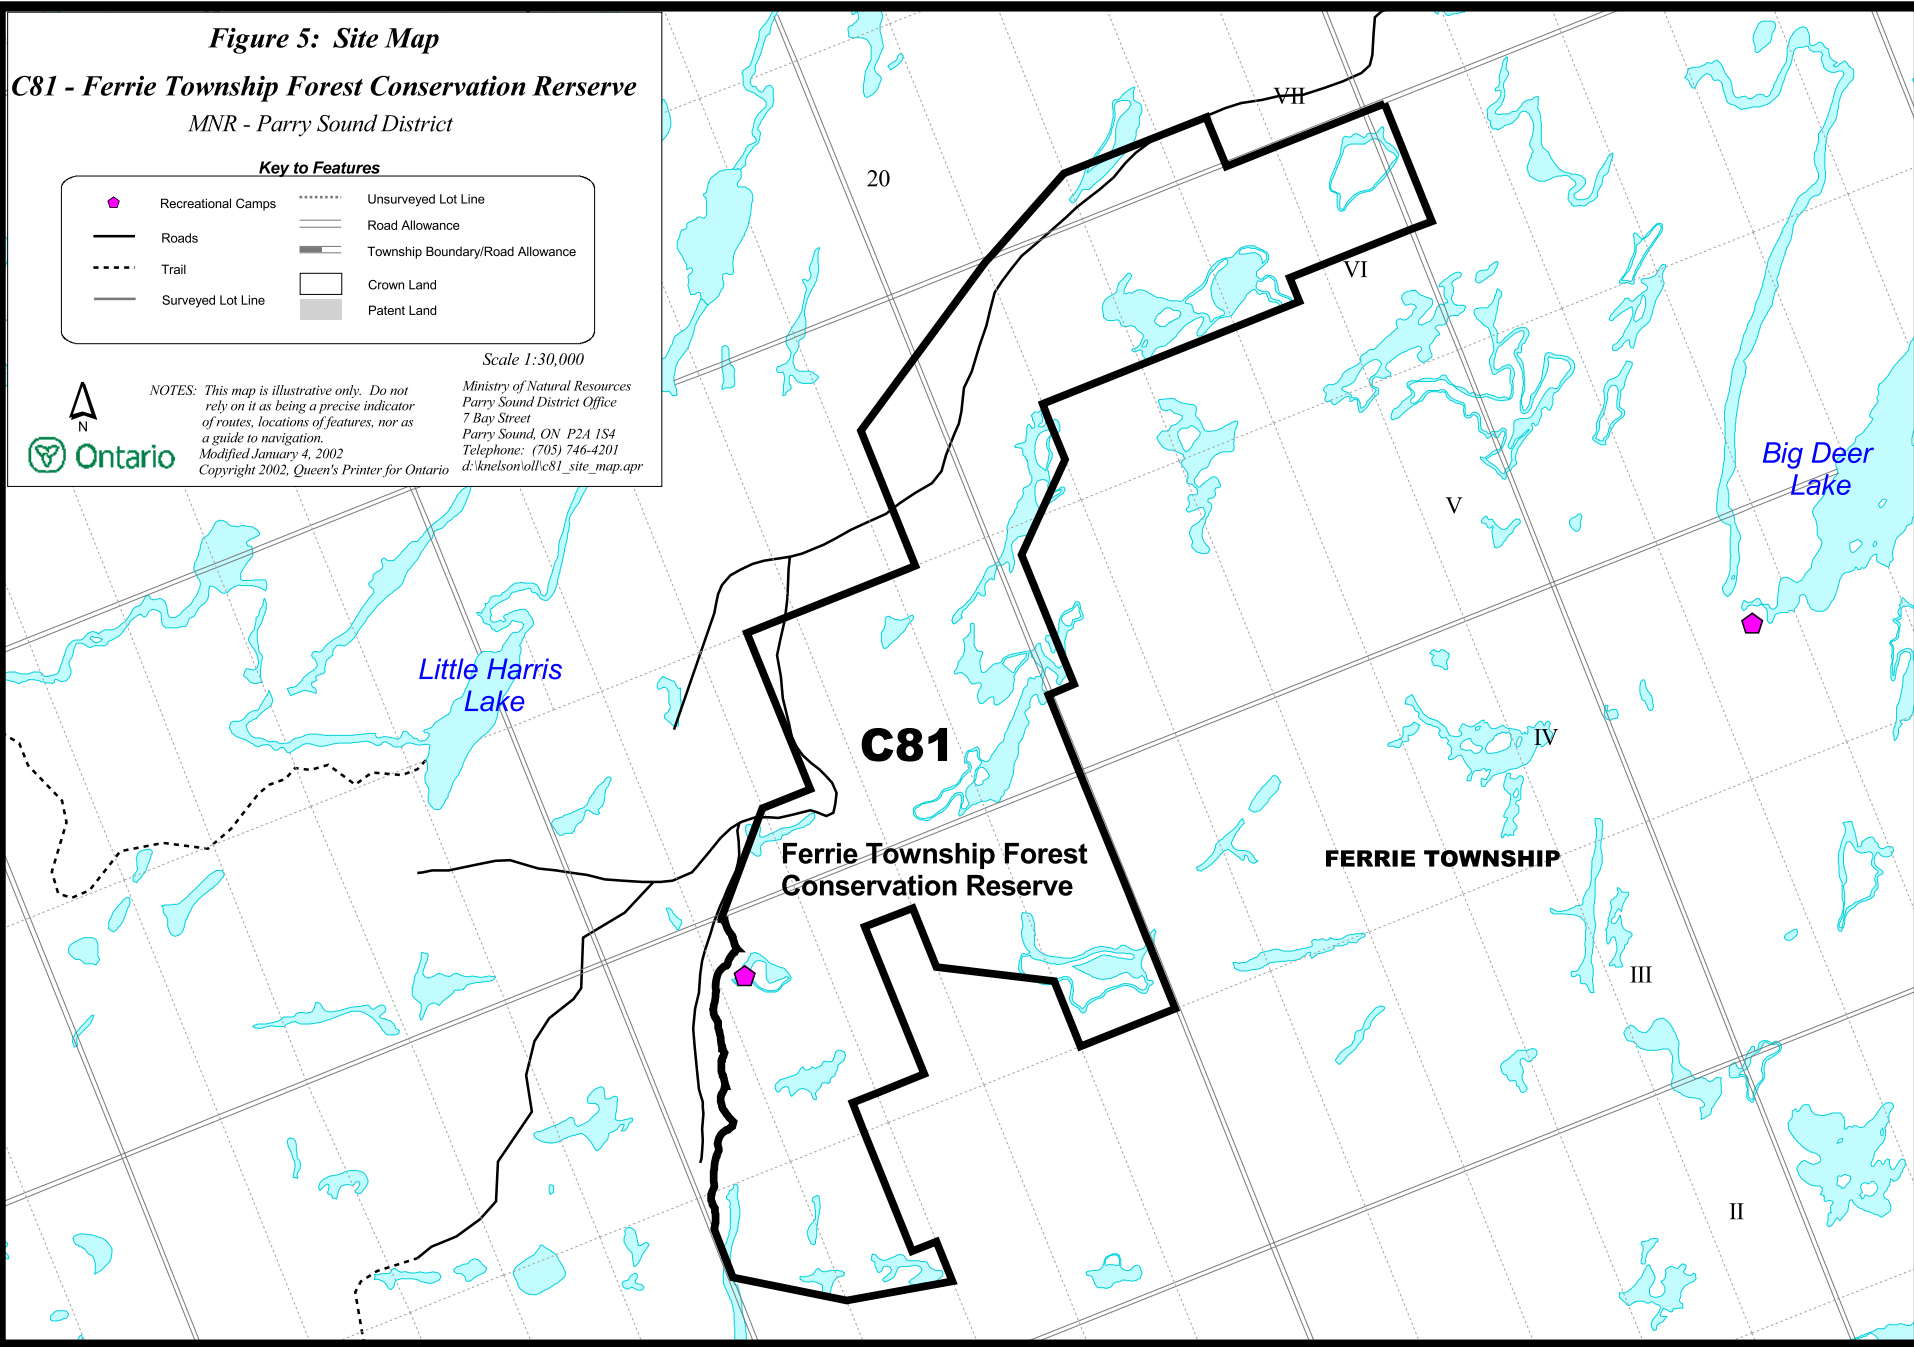 Figure 5: Site Map
C81 - Ferrie Township Forest Conservation Rerserve
MNR - Parry Sound District
Key to Features
Recreational Camps
Roads
Trail
Surveyed Lot Line
Unsurveyed Lot Line
Road Allowance
Township Boundary/Road Allowance
Crown Land
Patent Land
Scale 1:30,000
N
Ontario
NOTES: This map is illustrative only. Do not
rely on it as being a precise indicator
of routes, locations of features, nor as
a guide to navigation.
Modified January 4, 2002
Copyright 2002, Queen's Printer for Ontario
Ministry of Natural Resources
Parry Sound District Office
7 Bay Street
Parry Sound, ON P2A 1S4
Telephone: (705) 746-4201
d:\knelson\oll\c81_site_map.apr
VII
20
VI
Big Deer
Lake
V
Little Harris
Lake
C81
IV
Ferrie Township Forest
Conservation Reserve
FERRIE TOWNSHIP
III
II